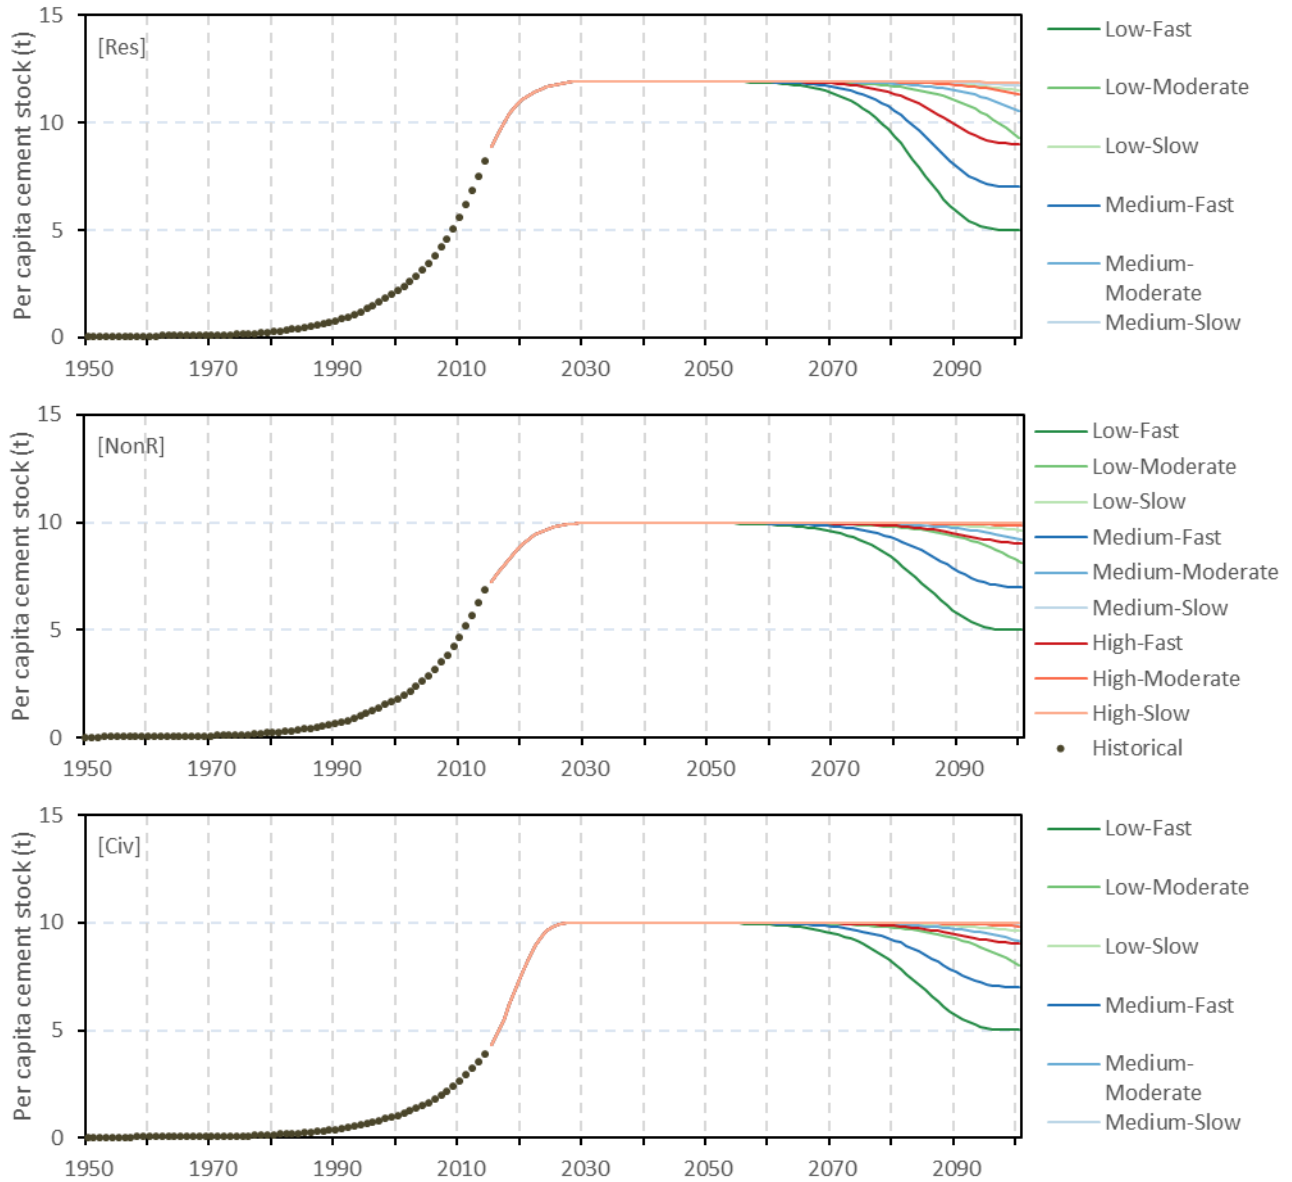 Per capita cement stock (t)
15
10
5
0
[Res]
1950 1970 1990 2010 2030 2050 2070 2090
Low-Fast
Low-Moderate
Low-Slow
Medium-Fast
Medium-
Moderate
Medium-Slow
Per capita cement stock (t)
15
10
5
0
[NonR]
1950 1970 1990 2010 2030 2050 2070 2090
Low-Fast
Low-Moderate
Low-Slow
Medium-Fast
Medium-Moderate
Medium-Slow
High-Fast
High-Moderate
High-Slow
Historical
Per capita cement stock (t)
15
10
5
0
[Civ]
1950 1970 1990 2010 2030 2050 2070 2090
Low-Fast
Low-Moderate
Low-Slow
Medium-Fast
Medium-
Moderate
Medium-Slow